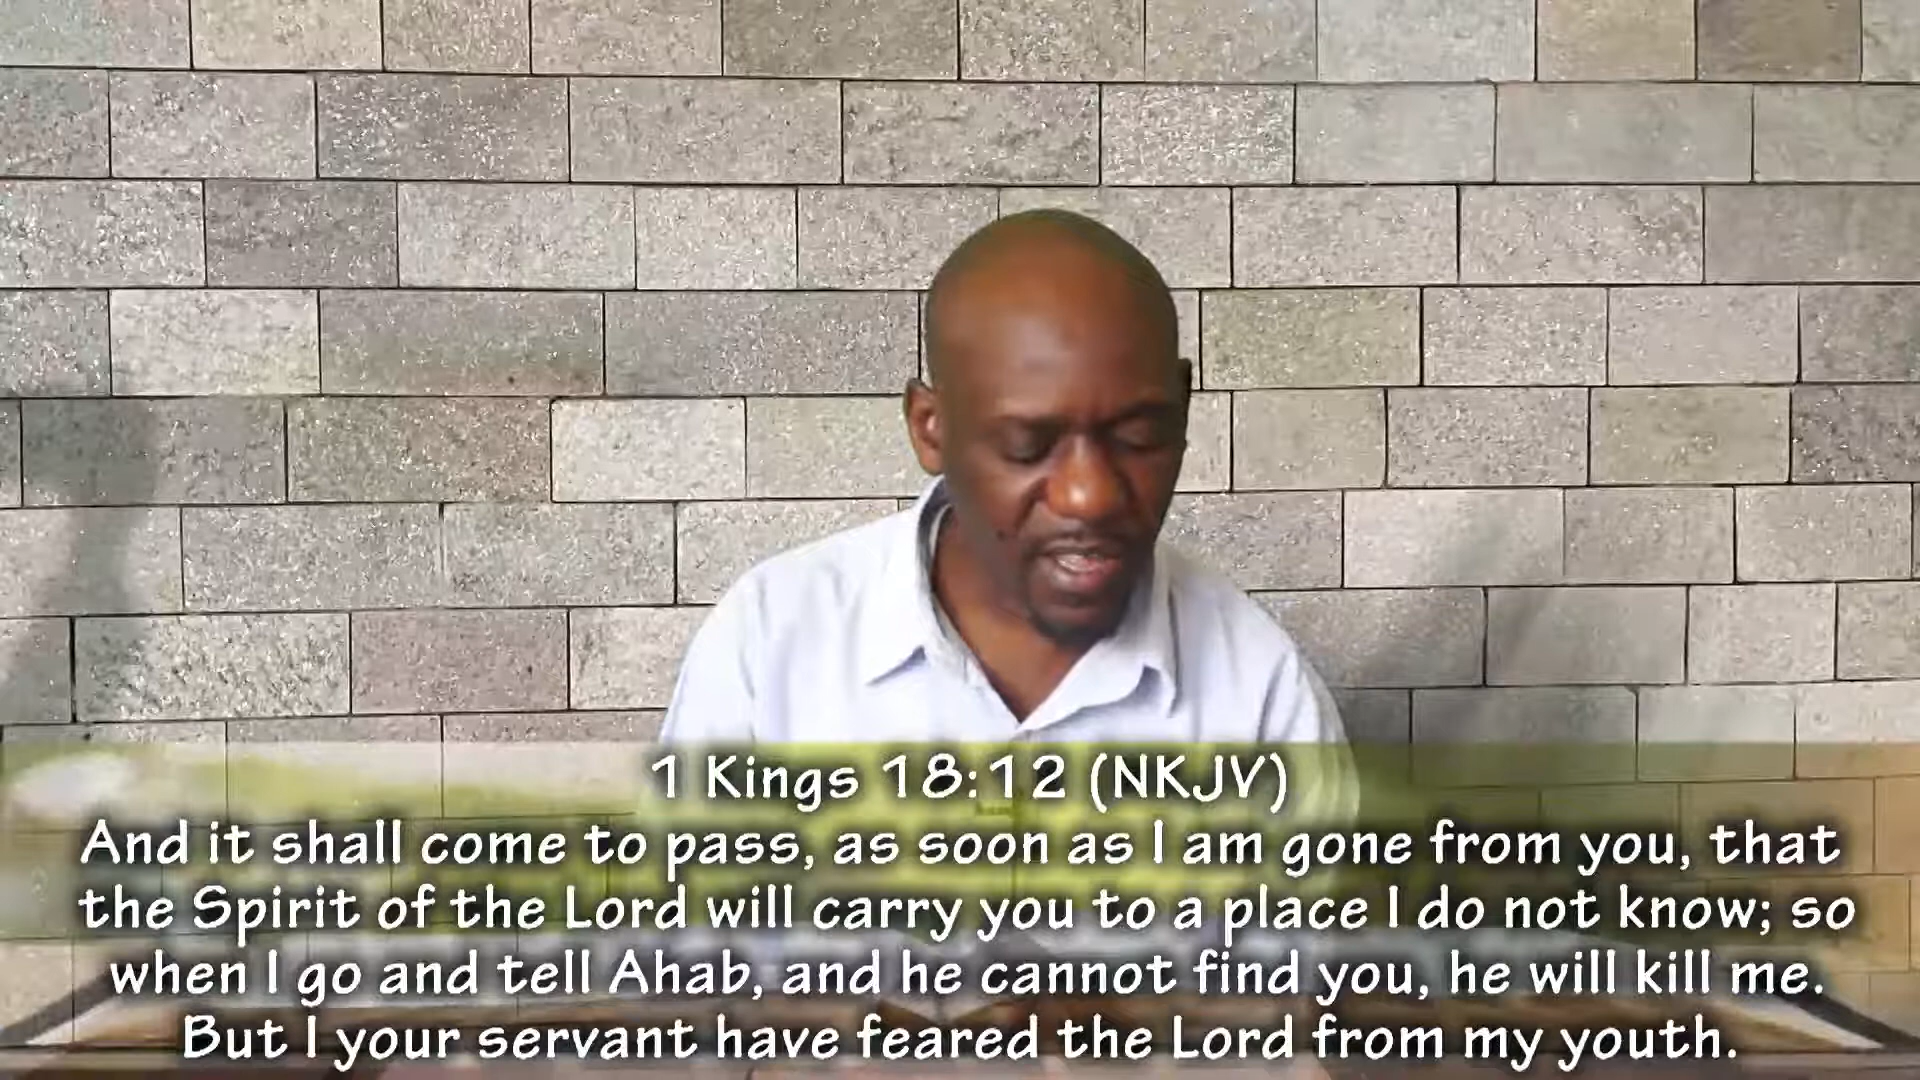 1 Kings 18:12 (NKJV)
And it shall come to pass, as soon as I am gone from you, that
the Spirit of the Lord will carry you to a place I do not know; so
when I go and tell Ahab, and he cannot find you, he will kill me.
But I your servant have feared the Lord from my youth.